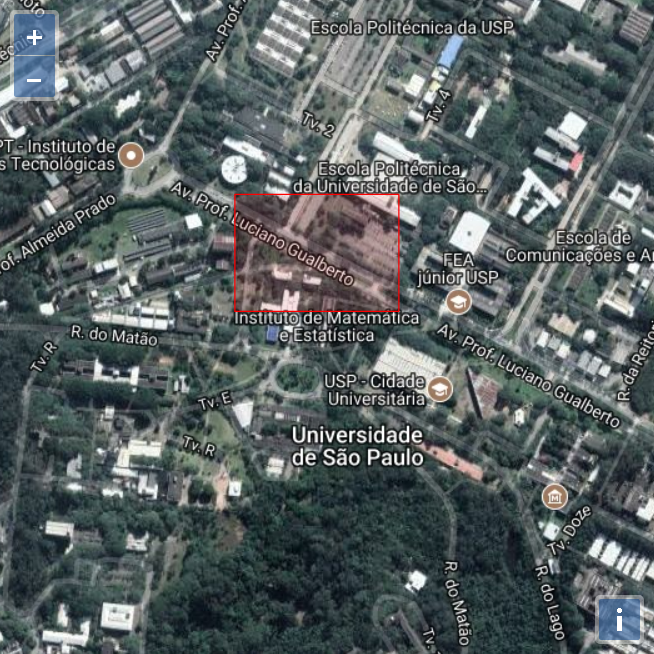 +
−
Av. Prof.
Escola Politécnica da USP
Tv. 4
Tv. 2
PT - Instituto de
s Tecnológicas
Escola Politécnica
da Universidade de São...
Av. Prof. Luciano Gualberto
of. Almeida Prado
FEA
júnior USP
Escola de
Comunicações e Ar
Instituto de Matemática
e Estatística
R. do Matão
Av. Prof. Luciano Gualberto
R. da Reitor
Tv. R
USP - Cidade
Universitária
Tv. E
Tv. R
Universidade
de São Paulo
Tv. Doze
R. do Matão
R. do Lago
i
Tv.